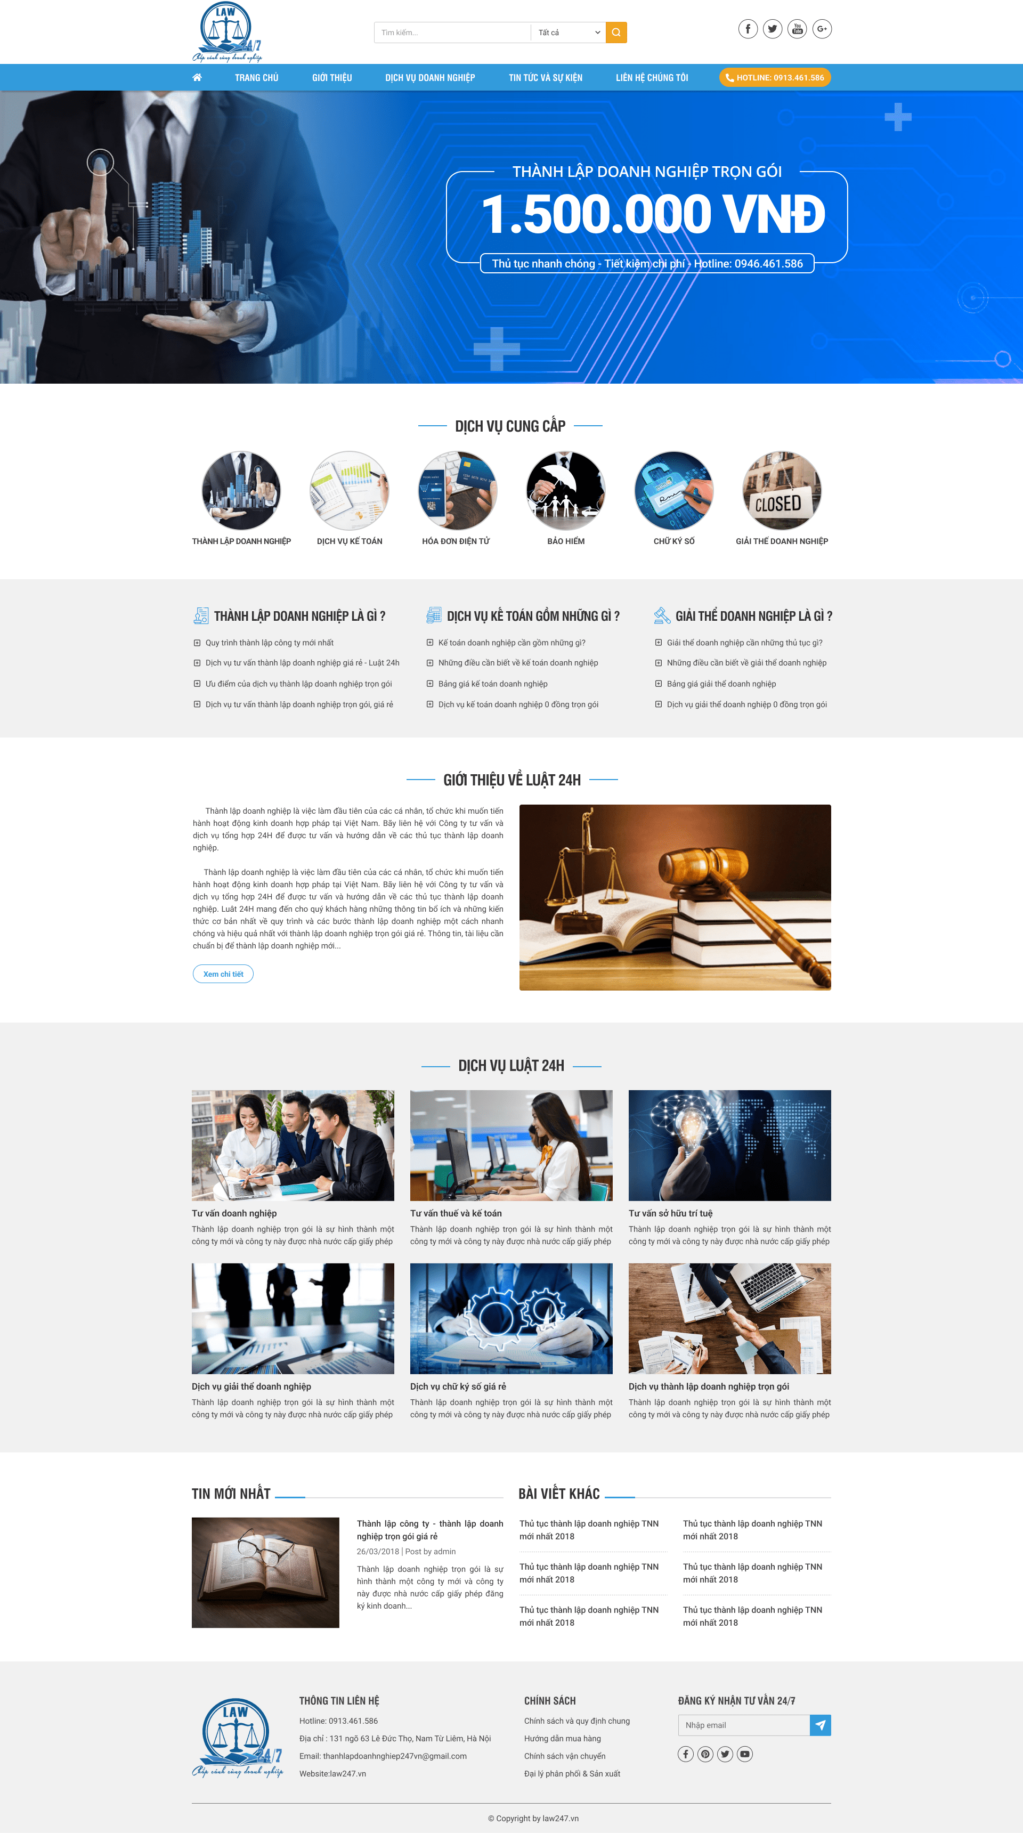 LAW
24/7
Chắp cánh cùng doanh nghiệp
Tìm kiếm...
Tất cả
You
Tube
G+
TRANG CHỦ
GIỚI THIỆU
DỊCH VỤ DOANH NGHIỆP
TIN TỨC VÀ SỰ KIỆN
LIÊN HỆ CHÚNG TÔI
HOTLINE: 0913.461.586
THÀNH LẬP DOANH NGHIỆP TRỌN GÓI
1.500.000 VNĐ
Thủ tục nhanh chóng - Tiết kiệm chi phí - Hotline: 0946.461.586
DỊCH VỤ CUNG CẤP
CLOSED
THÀNH LẬP DOANH NGHIỆP
DỊCH VỤ KẾ TOÁN
HÓA ĐƠN ĐIỆN TỬ
BẢO HIỂM
CHỮ KÝ SỐ
GIẢI THỂ DOANH NGHIỆP
THÀNH LẬP DOANH NGHIỆP LÀ GÌ ?
Quy trình thành lập công ty mới nhất
Dịch vụ tư vấn thành lập doanh nghiệp giá rẻ - Luật 24h
Ưu điểm của dịch vụ thành lập doanh nghiệp trọn gói
Dịch vụ tư vấn thành lập doanh nghiệp trọn gói, giá rẻ
DỊCH VỤ KẾ TOÁN GỒM NHỮNG GÌ ?
Kế toán doanh nghiệp cần gồm những gì?
Những điều cần biết về kế toán doanh nghiệp
Bảng giá kế toán doanh nghiệp
Dịch vụ kế toán doanh nghiệp 0 đồng trọn gói
GIẢI THỂ DOANH NGHIỆP LÀ GÌ ?
Giải thể doanh nghiệp cần những thủ tục gì?
Những điều cần biết về giải thể doanh nghiệp
Bảng giá giải thể doanh nghiệp
Dịch vụ giải thể doanh nghiệp 0 đồng trọn gói
GIỚI THIỆU VỀ LUẬT 24H
Thành lập doanh nghiệp là việc làm đầu tiên của các cá nhân, tổ chức khi muốn tiến
hành hoạt động kinh doanh hợp pháp tại Việt Nam. Bãy liên hệ với Công ty tư vấn và
dịch vụ tổng hợp 24H để được tư vấn và hướng dẫn về các thủ tục thành lập doanh
nghiệp.
Thành lập doanh nghiệp là việc làm đầu tiên của các cá nhân, tổ chức khi muốn tiến
hành hoạt động kinh doanh hợp pháp tại Việt Nam. Bãy liên hệ với Công ty tư vấn và
dịch vụ tổng hợp 24H để được tư vấn và hướng dẫn về các thủ tục thành lập doanh
nghiệp. Luật 24H mang đến cho quý khách hàng những thông tin bổ ích và những kiến
thức cơ bản nhất về quy trình và các bước thành lập doanh nghiệp một cách nhanh
chóng và hiệu quả nhất với thành lập doanh nghiệp trọn gói giá rẻ. Thông tin, tài liệu cần
chuẩn bị để thành lập doanh nghiệp mới...
Xem chi tiết
DỊCH VỤ LUẬT 24H
Tư vấn doanh nghiệp
Thành lập doanh nghiệp trọn gói là sự hình thành một
công ty mới và công ty này được nhà nước cấp giấy phép
Tư vấn thuế và kế toán
Thành lập doanh nghiệp trọn gói là sự hình thành một
công ty mới và công ty này được nhà nước cấp giấy phép
Tư vấn sở hữu trí tuệ
Thành lập doanh nghiệp trọn gói là sự hình thành một
công ty mới và công ty này được nhà nước cấp giấy phép
Dịch vụ giải thể doanh nghiệp
Thành lập doanh nghiệp trọn gói là sự hình thành một
công ty mới và công ty này được nhà nước cấp giấy phép
Dịch vụ chữ ký số giá rẻ
Thành lập doanh nghiệp trọn gói là sự hình thành một
công ty mới và công ty này được nhà nước cấp giấy phép
Dịch vụ thành lập doanh nghiệp trọn gói
Thành lập doanh nghiệp trọn gói là sự hình thành một
công ty mới và công ty này được nhà nước cấp giấy phép
TIN MỚI NHẤT
Thành lập công ty - thành lập doanh
nghiệp trọn gói giá rẻ
26/03/2018 | Post by admin
Thành lập doanh nghiệp trọn gói là sự
hình thành một công ty mới và công ty
này được nhà nước cấp giấy phép đăng
ký kinh doanh...
BÀI VIẾT KHÁC
Thủ tục thành lập doanh nghiệp TNN
mới nhất 2018
Thủ tục thành lập doanh nghiệp TNN
mới nhất 2018
Thủ tục thành lập doanh nghiệp TNN
mới nhất 2018
Thủ tục thành lập doanh nghiệp TNN
mới nhất 2018
Thủ tục thành lập doanh nghiệp TNN
mới nhất 2018
Thủ tục thành lập doanh nghiệp TNN
mới nhất 2018
LAW
24/7
Chắp cánh cùng doanh nghiệp
THÔNG TIN LIÊN HỆ
Hotline: 0913.461.586
Địa chỉ : 131 ngõ 63 Lê Đức Thọ, Nam Từ Liêm, Hà Nội
Email: thanhlapdoanhnghiep247vn@gmail.com
Website:law247.vn
CHÍNH SÁCH
Chính sách và quy định chung
Hướng dẫn mua hàng
Chính sách vận chuyển
Đại lý phân phối & Sản xuất
ĐĂNG KÝ NHẬN TƯ VẤN 24/7
Nhập email
© Copyright by law247.vn